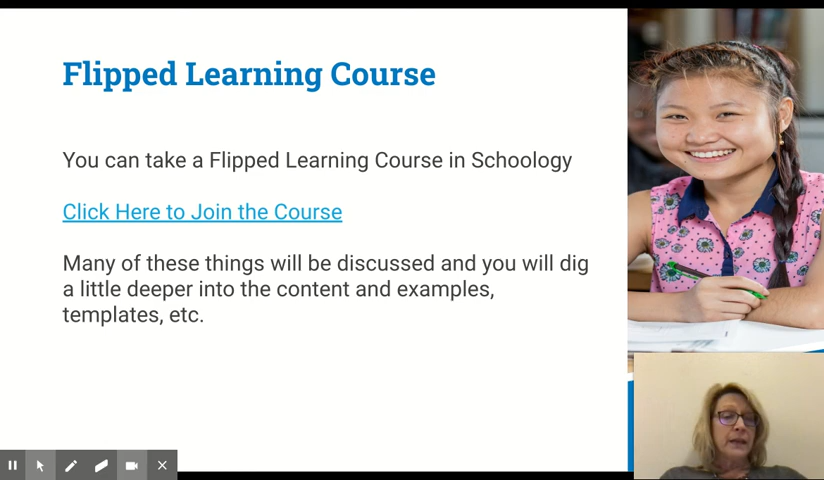 Flipped Learning Course
You can take a Flipped Learning Course in Schoology
Click Here to Join the Course
Many of these things will be discussed and you will dig
a little deeper into the content and examples,
templates, etc.